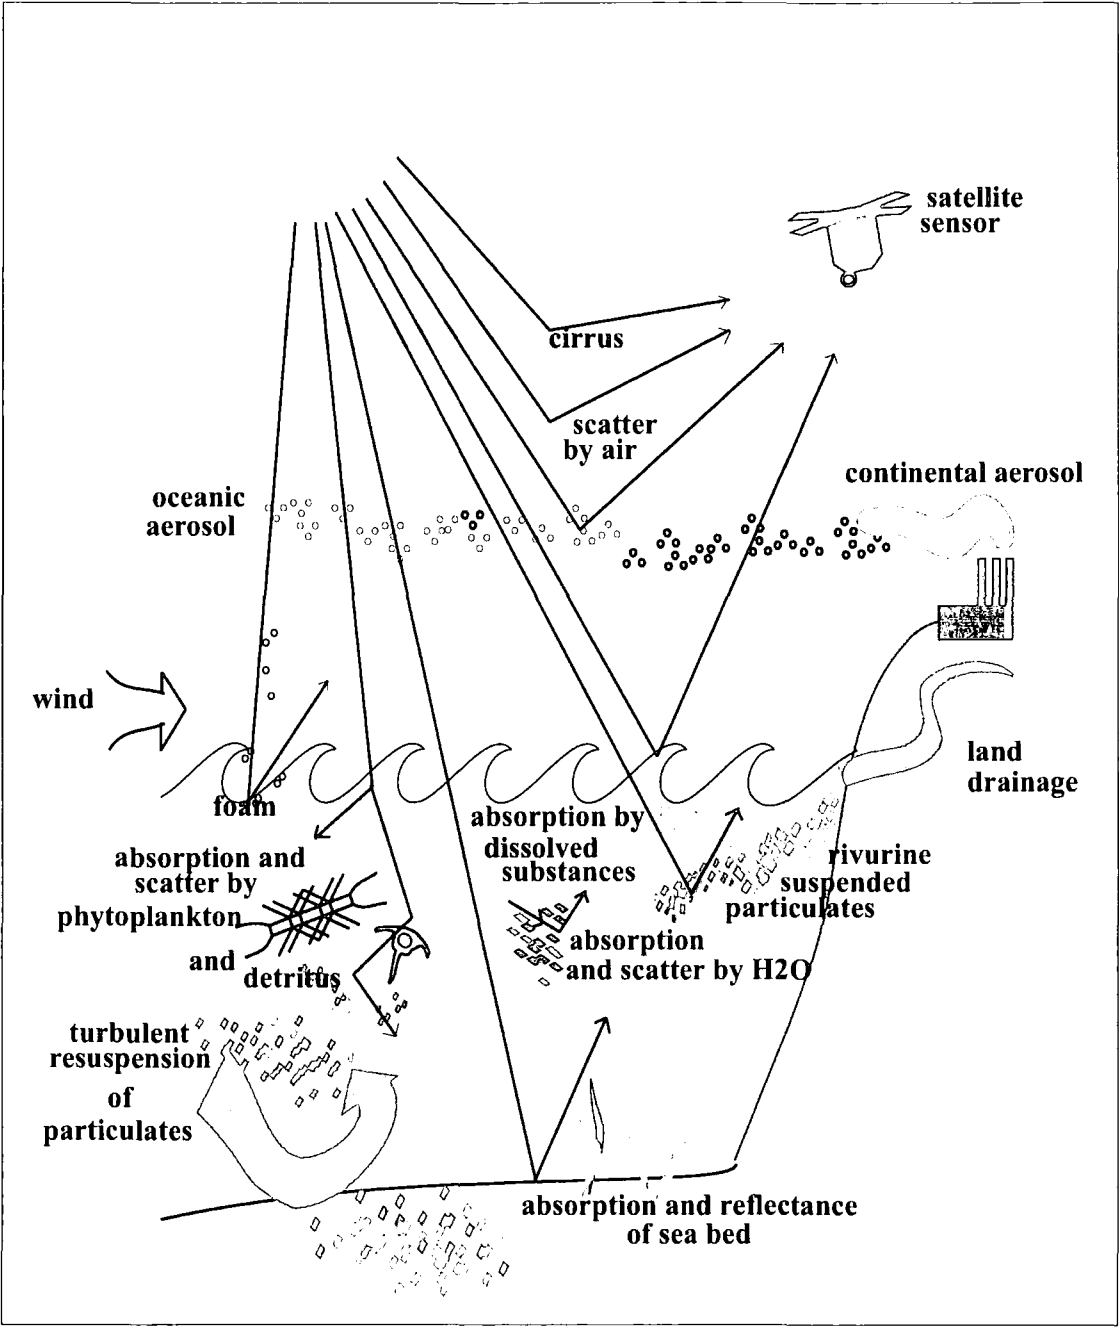 satellite
sensor
cirrus
scatter
by air
continental aerosol
oceanic
aerosol
wind
land
drainage
foam
absorption by
dissolved
substances
absorption and
scatter by
phytoplankton
and
detritus
rivurine
suspended
particulates
absorption
and scatter by H2O
turbulent
resuspension
of
particulates
absorption and reflectance
of sea bed